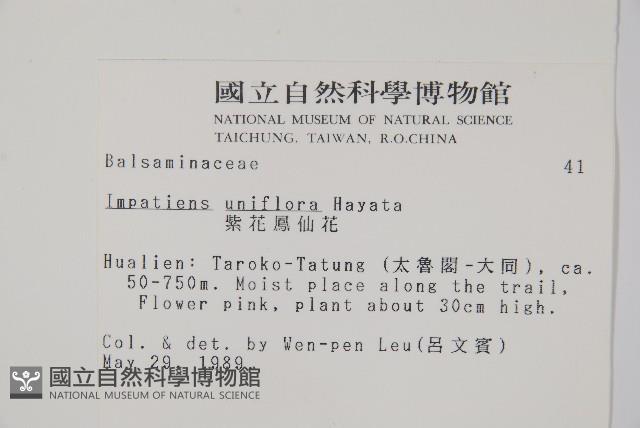 國立自然科學博物館
NATIONAL MUSEUM OF NATURAL SCIENCE
TAICHUNG, TAIWAN, R.O.CHINA
Balsaminaceae 41
Impatiens uniflora Hayata
紫花鳳仙花
Hualien: Taroko-Tatung (太魯閣-大同), ca.
50-750m. Moist place along the trail,
Flower pink, plant about 30cm high.
Col. & det. by Wen-pen Leu(呂文賓)
May 29, 1989
國立自然科學博物館
NATIONAL MUSEUM OF NATURAL SCIENCE